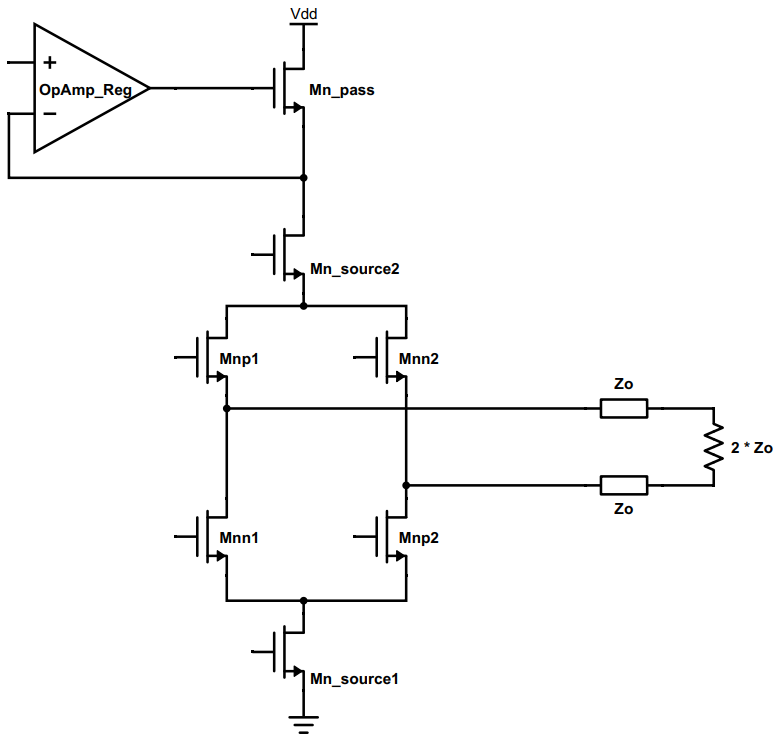 Vdd
+
OpAmp_Reg
−
Mn_pass
Mn_source2
Mnp1
Mnn2
Zo
2 * Zo
Zo
Mnn1
Mnp2
Mn_source1